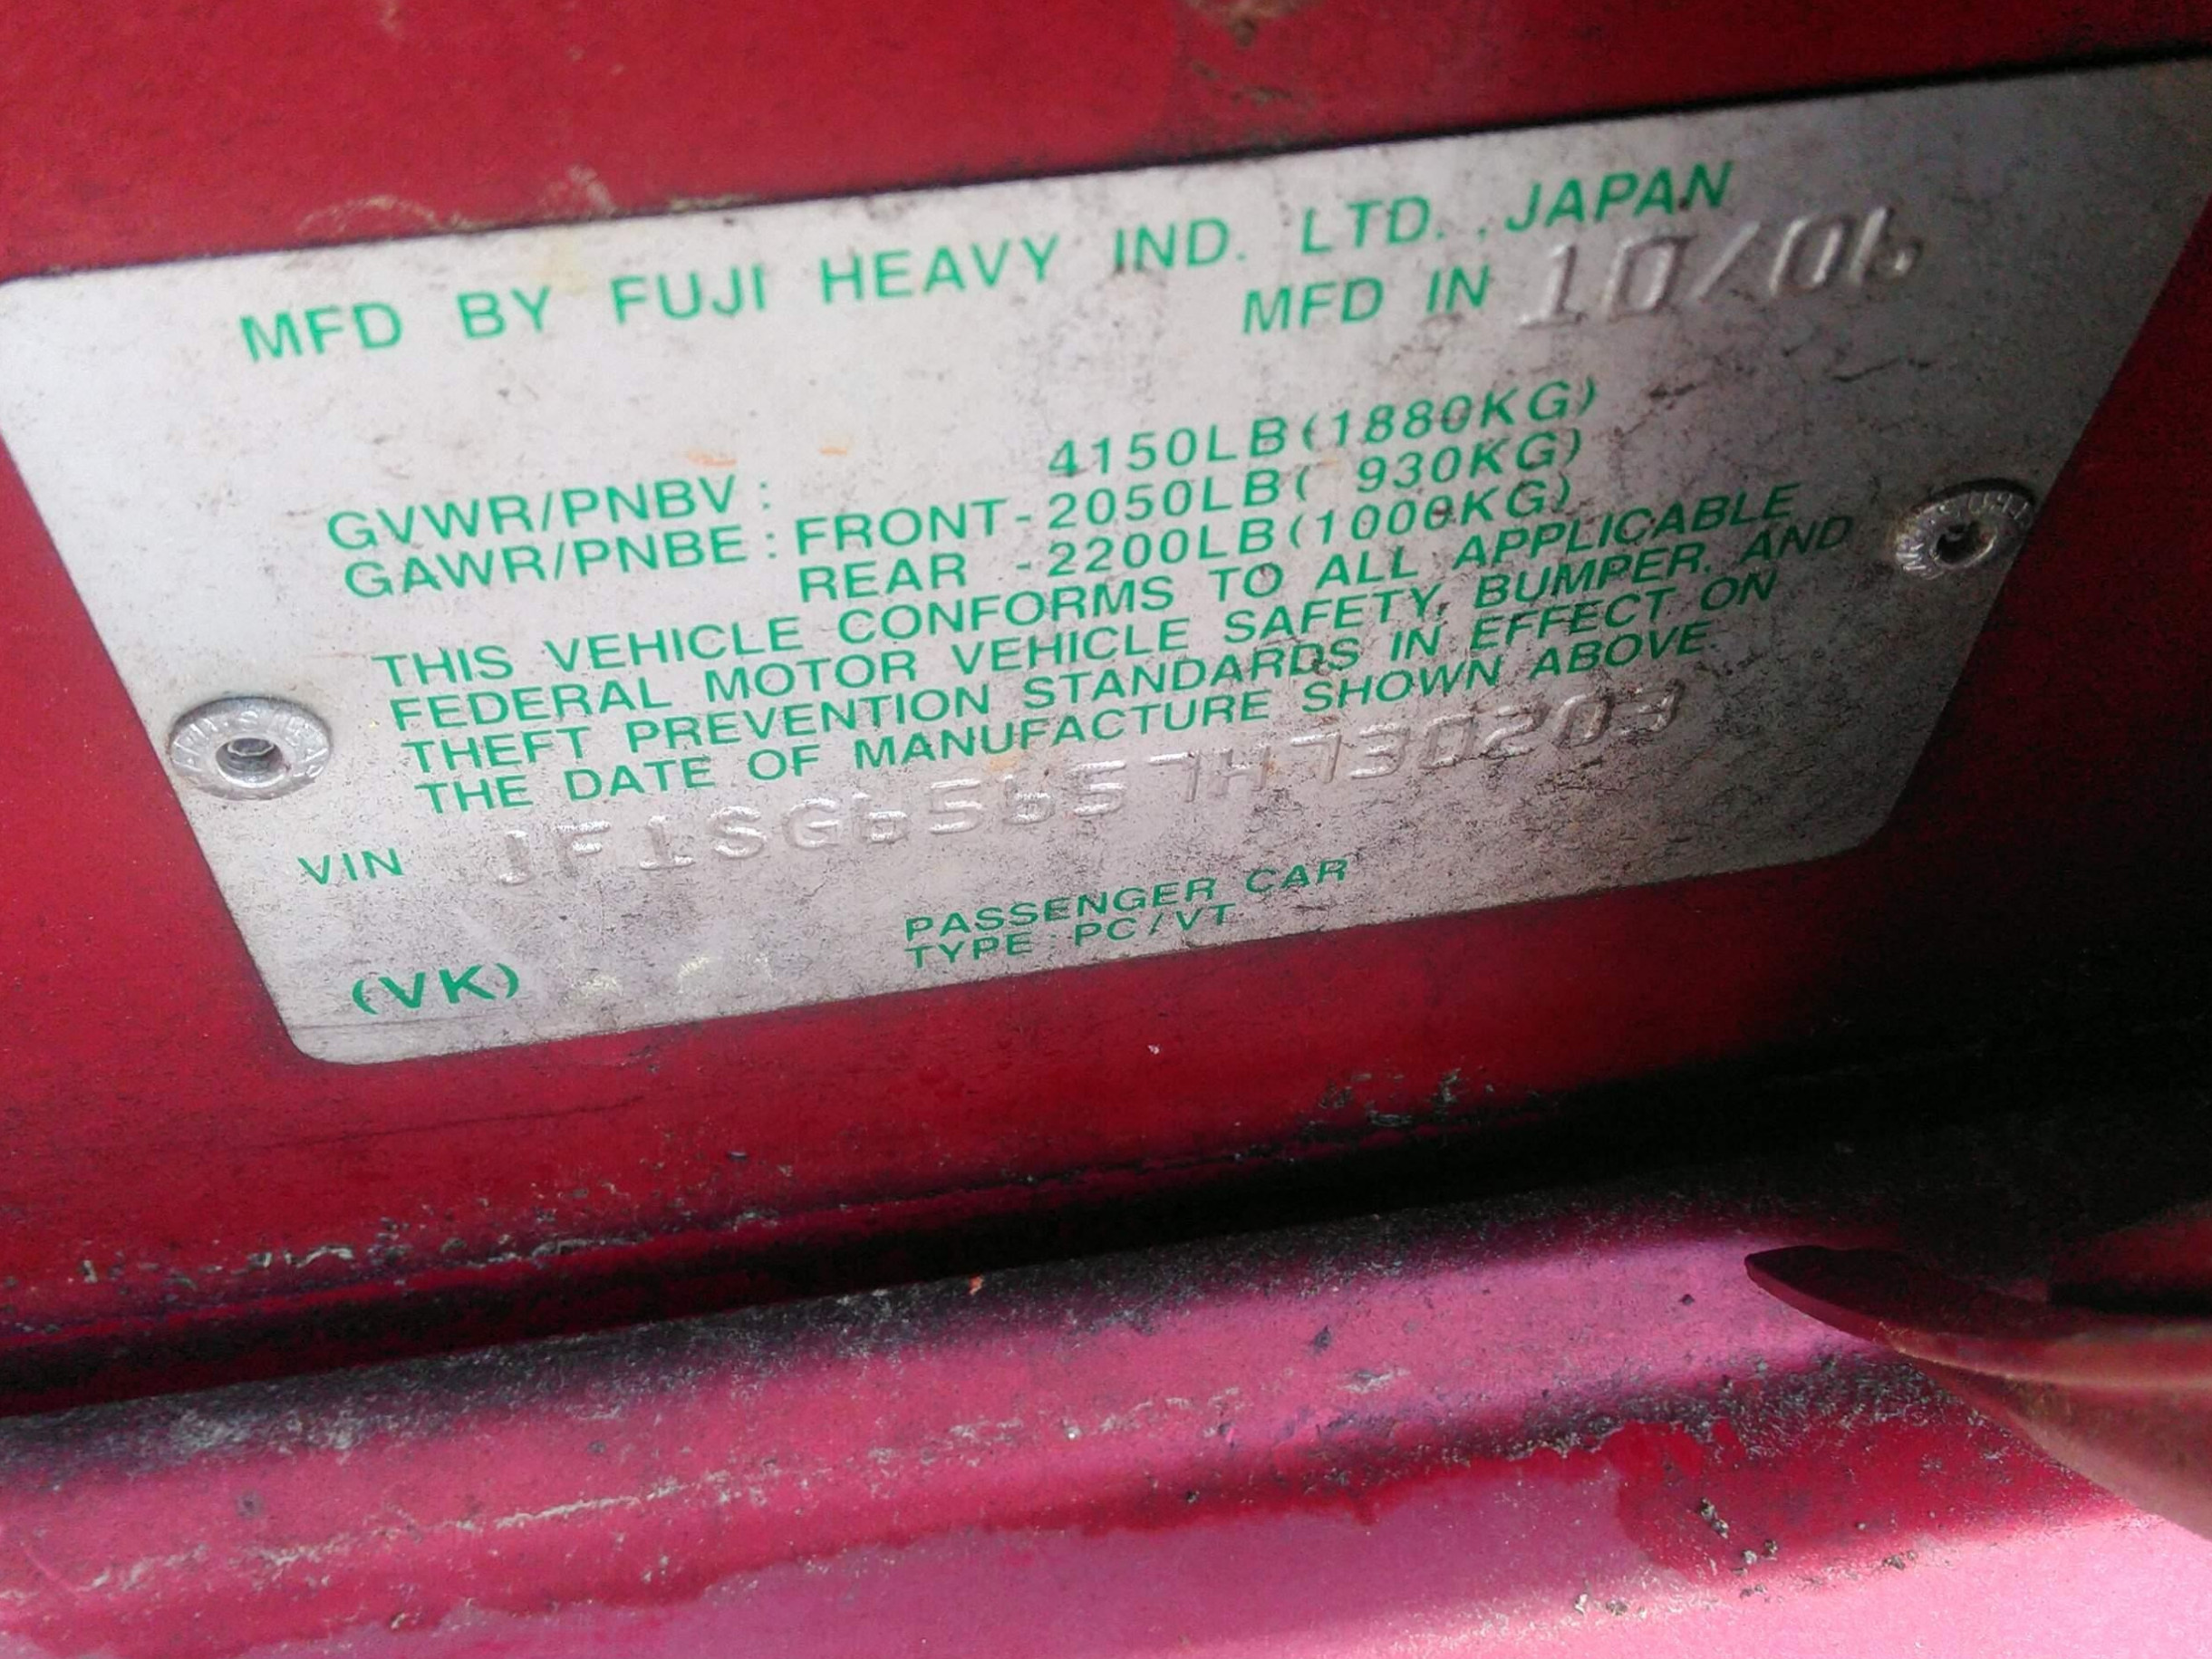 MFD BY FUJI HEAVY IND. LTD., JAPAN
MFD IN 10/06
GVWR/PNBV: 4150LB(1880KG)
GAWR/PNBE: FRONT-2050LB( 930KG)
REAR -2200LB(1000KG)
THIS VEHICLE CONFORMS TO ALL APPLICABLE
FEDERAL MOTOR VEHICLE SAFETY, BUMPER, AND
THEFT PREVENTION STANDARDS IN EFFECT ON
THE DATE OF MANUFACTURE SHOWN ABOVE.
VIN JF1SG65657H730203
PASSENGER CAR
TYPE: PC/VT
(VK)